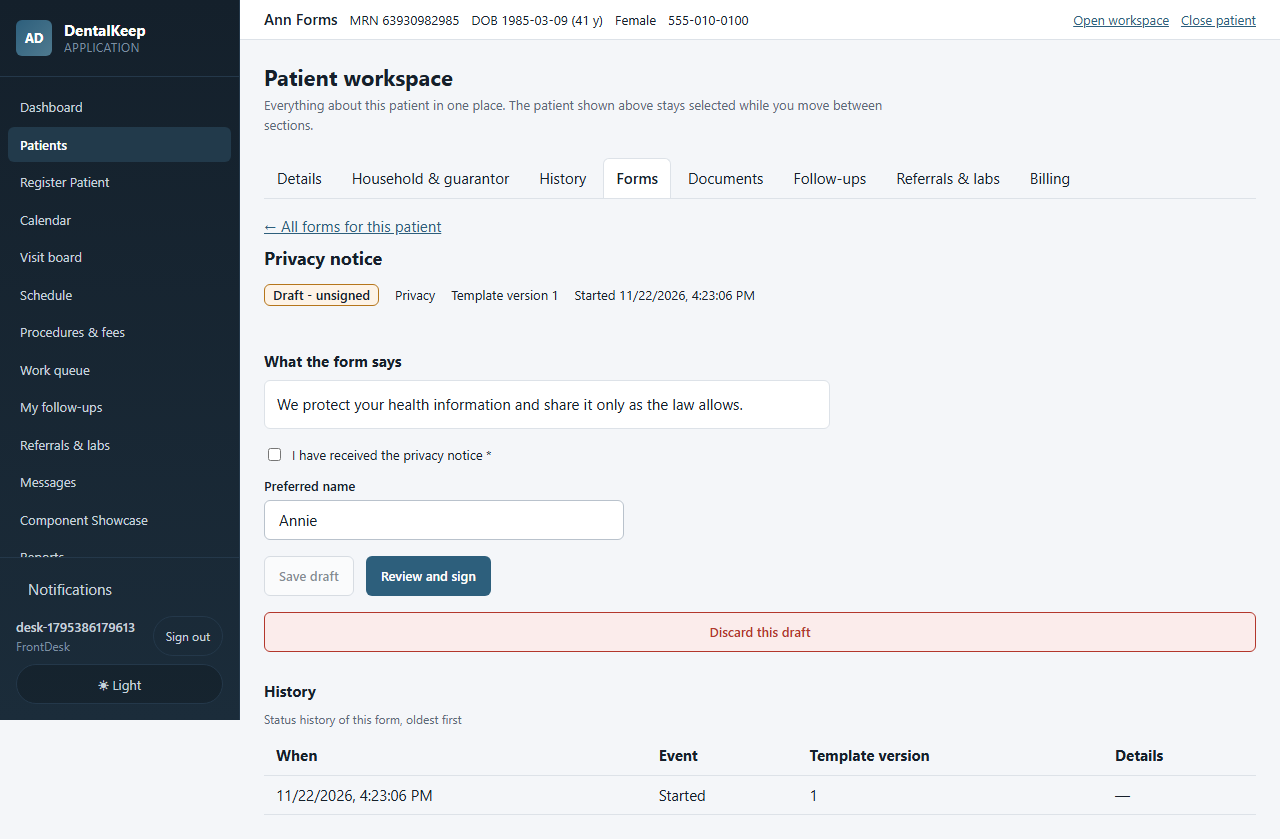 AD
DentalKeep
APPLICATION
Dashboard
Patients
Register Patient
Calendar
Visit board
Schedule
Procedures & fees
Work queue
My follow-ups
Referrals & labs
Messages
Component Showcase
Reports
Notifications
desk-1795386179613
FrontDesk
Sign out
☀ Light
Ann Forms MRN 63930982985 DOB 1985-03-09 (41 y) Female 555-010-0100
Open workspace Close patient
Patient workspace
Everything about this patient in one place. The patient shown above stays selected while you move between
sections.
Details Household & guarantor History Forms Documents Follow-ups Referrals & labs Billing
← All forms for this patient
Privacy notice
Draft - unsigned Privacy Template version 1 Started 11/22/2026, 4:23:06 PM
What the form says
We protect your health information and share it only as the law allows.
I have received the privacy notice *
Preferred name
Annie
Save draft Review and sign
Discard this draft
History
Status history of this form, oldest first
When Event Template version Details
11/22/2026, 4:23:06 PM Started 1 —